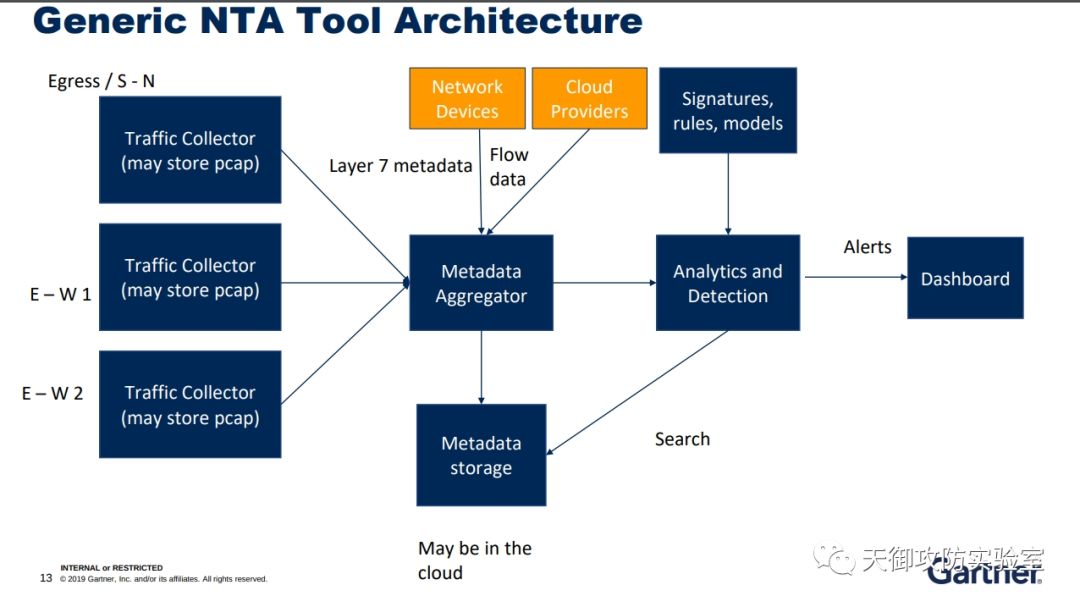 Generic NTA Tool Architecture
Egress / S - N
Network
Devices
Cloud
Providers
Signatures,
rules, models
Traffic Collector
(may store pcap)
Layer 7 metadata
Flow
data
Traffic Collector
(may store pcap)
E – W 1
Metadata
Aggregator
Analytics and
Detection
Alerts
Dashboard
Traffic Collector
(may store pcap)
E – W 2
Metadata
storage
Search
May be in the
cloud
INTERNAL or RESTRICTED
13 © 2019 Gartner, Inc. and/or its affiliates. All rights reserved.
天御攻防实验室
Gartner®